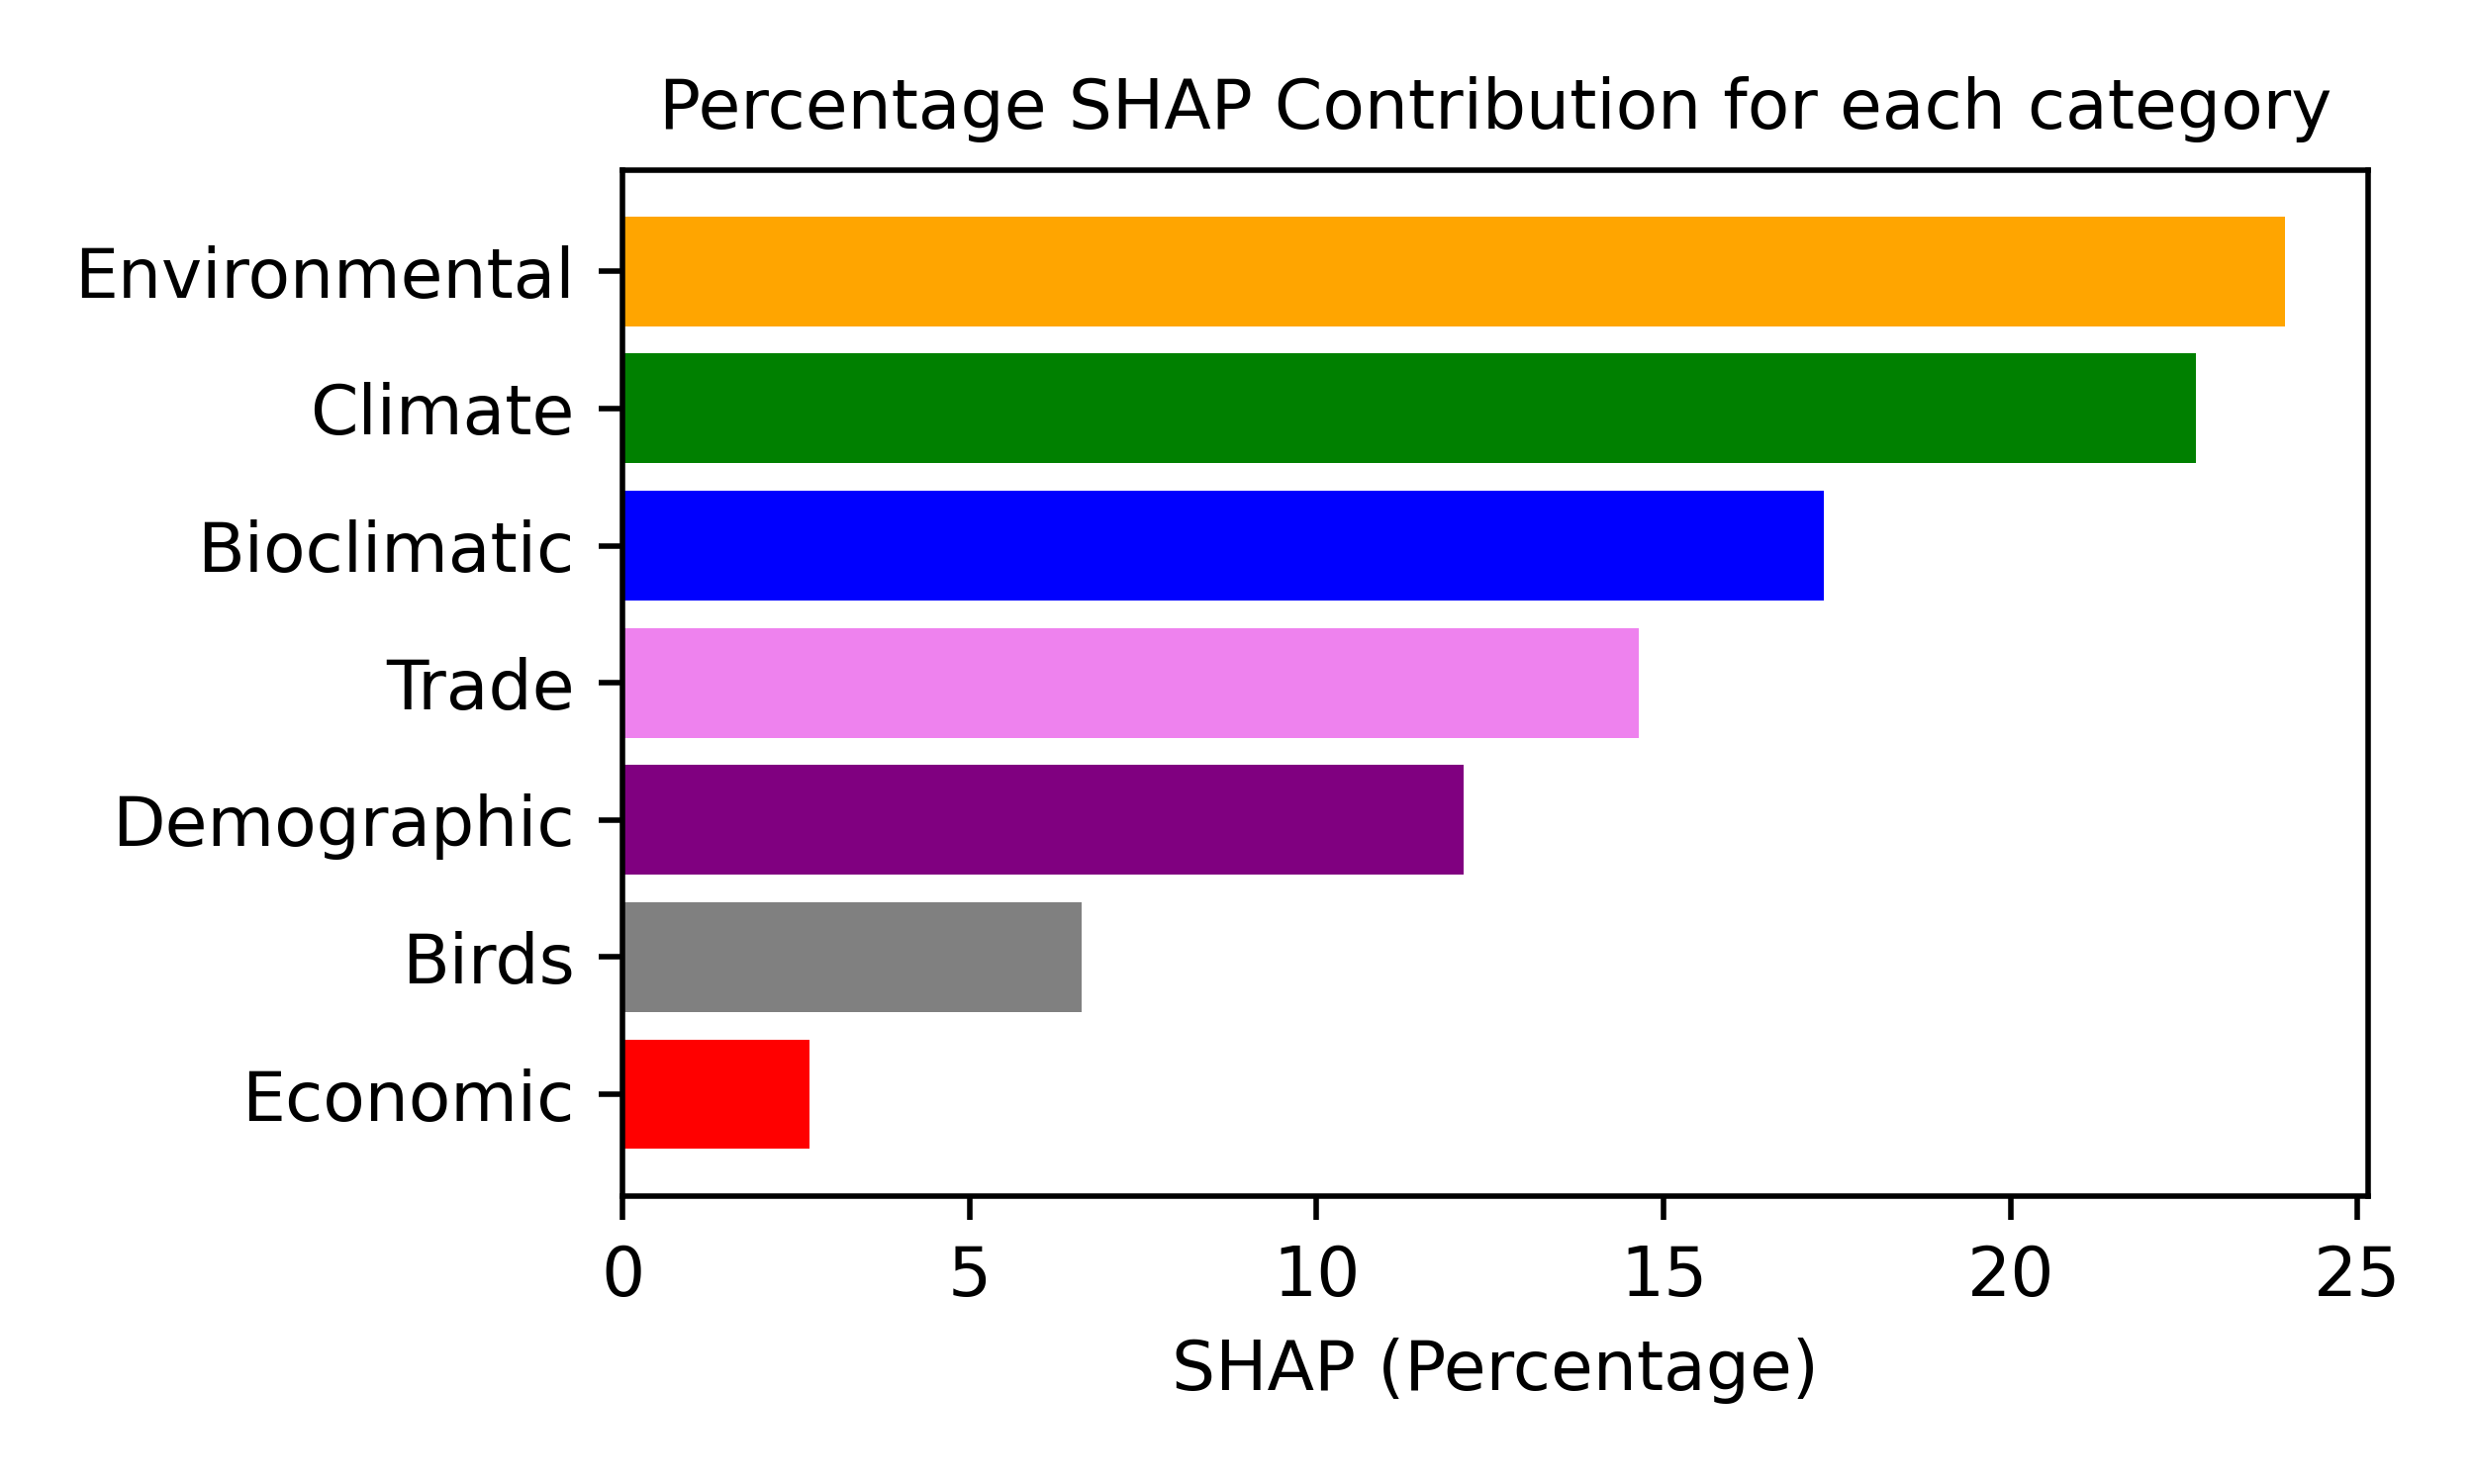 Percentage SHAP Contribution for each category
Environmental
Climate
Bioclimatic
Trade
Demographic
Birds
Economic
0 5 10 15 20 25
SHAP (Percentage)